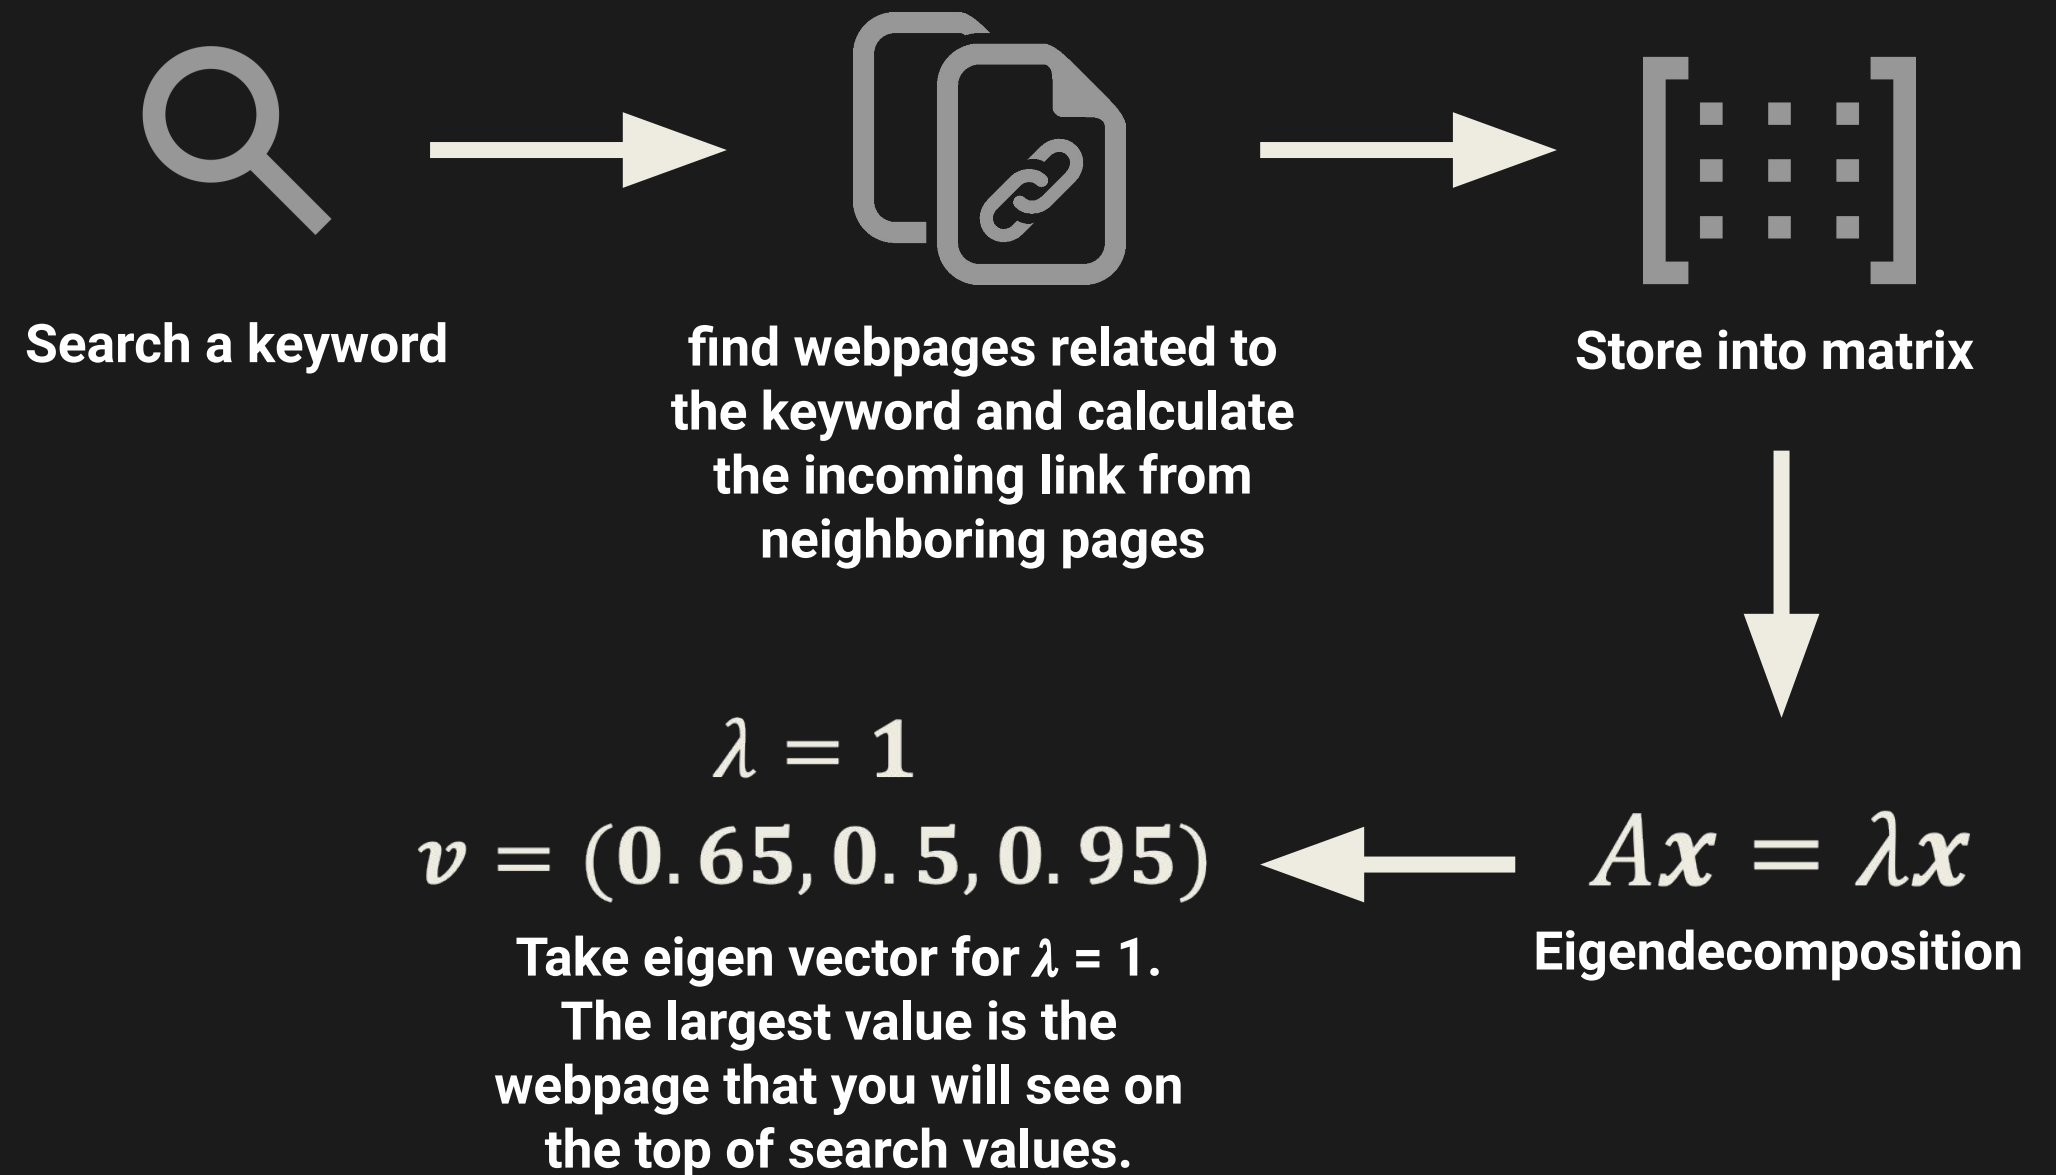 Search a keyword
find webpages related to
the keyword and calculate
the incoming link from
neighboring pages
Store into matrix
Ax = λx
Eigendecomposition
λ = 1
v = (0.65, 0.5, 0.95)
Take eigen vector for λ = 1.
The largest value is the
webpage that you will see on
the top of search values.